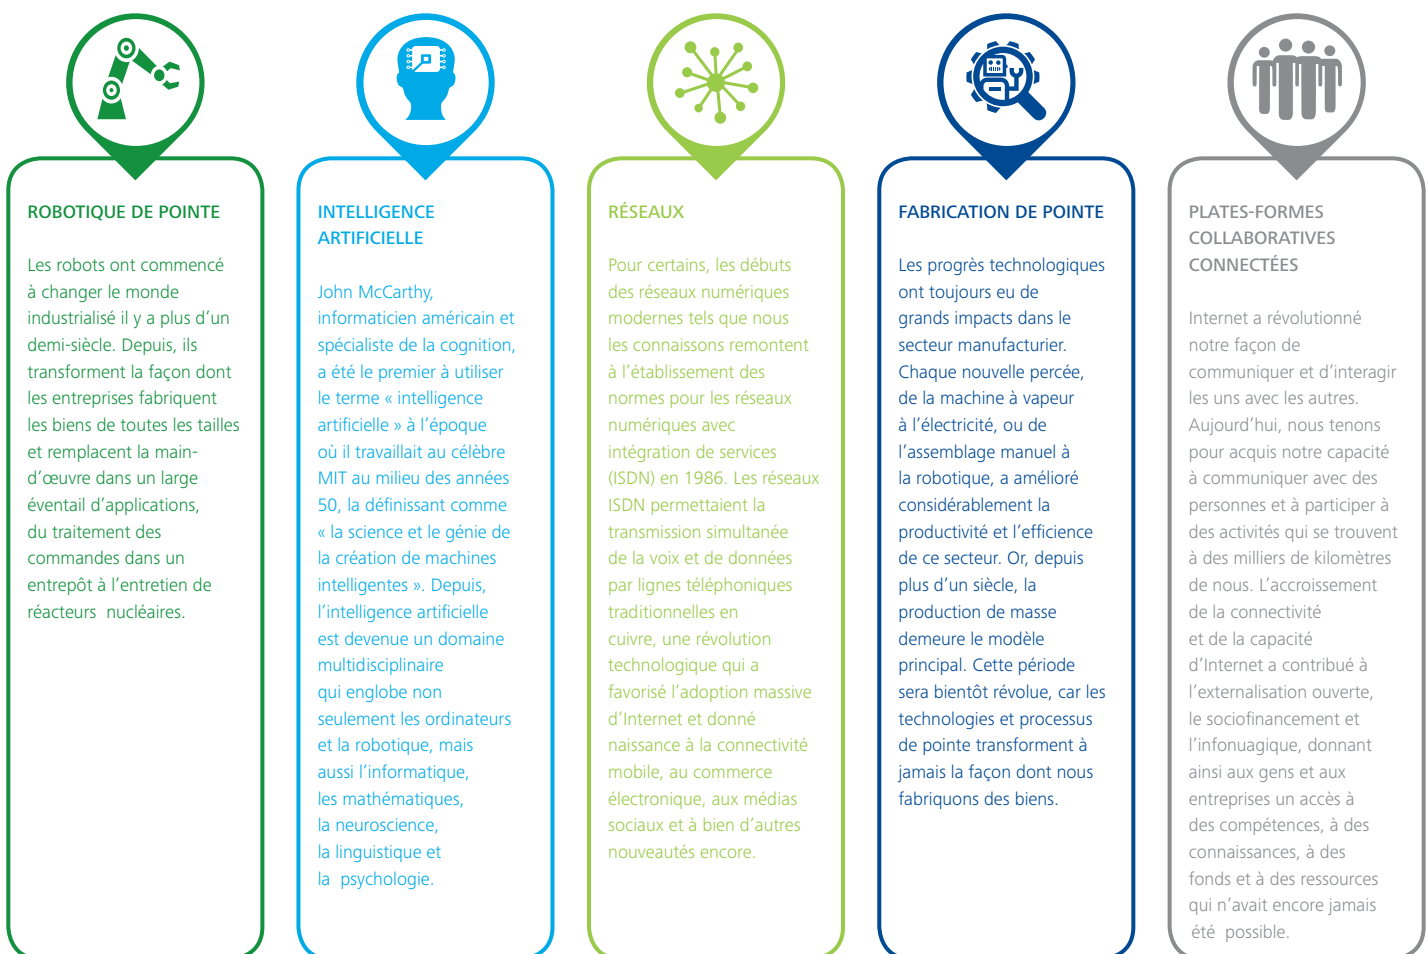 ROBOTIQUE DE POINTE
Les robots ont commencé
à changer le monde
industrialisé il y a plus d’un
demi-siècle. Depuis, ils
transforment la façon dont
les entreprises fabriquent
les biens de toutes les tailles
et remplacent la main-
d’œuvre dans un large
éventail d’applications,
du traitement des
commandes dans un
entrepôt à l’entretien de
réacteurs nucléaires.
INTELLIGENCE
ARTIFICIELLE
John McCarthy,
informaticien américain et
spécialiste de la cognition,
a été le premier à utiliser
le terme « intelligence
artificielle » à l’époque
où il travaillait au célèbre
MIT au milieu des années
50, la définissant comme
« la science et le génie de
la création de machines
intelligentes ». Depuis,
l’intelligence artificielle
est devenue un domaine
multidisciplinaire
qui englobe non
seulement les ordinateurs
et la robotique, mais
aussi l’informatique,
les mathématiques,
la neuroscience,
la linguistique et
la psychologie.
RÉSEAUX
Pour certains, les débuts
des réseaux numériques
modernes tels que nous
les connaissons remontent
à l’établissement des
normes pour les réseaux
numériques avec
intégration de services
(ISDN) en 1986. Les réseaux
ISDN permettaient la
transmission simultanée
de la voix et de données
par lignes téléphoniques
traditionnelles en
cuivre, une révolution
technologique qui a
favorisé l’adoption massive
d’Internet et donné
naissance à la connectivité
mobile, au commerce
électronique, aux médias
sociaux et à bien d’autres
nouveautés encore.
FABRICATION DE POINTE
Les progrès technologiques
ont toujours eu de
grands impacts dans le
secteur manufacturier.
Chaque nouvelle percée,
de la machine à vapeur
à l’électricité, ou de
l’assemblage manuel à
la robotique, a amélioré
considérablement la
productivité et l’efficience
de ce secteur. Or, depuis
plus d’un siècle, la
production de masse
demeure le modèle
principal. Cette période
sera bientôt révolue, car les
technologies et processus
de pointe transforment à
jamais la façon dont nous
fabriquons des biens.
PLATES-FORMES
COLLABORATIVES
CONNECTÉES
Internet a révolutionné
notre façon de
communiquer et d’interagir
les uns avec les autres.
Aujourd’hui, nous tenons
pour acquis notre capacité
à communiquer avec des
personnes et à participer à
des activités qui se trouvent
à des milliers de kilomètres
de nous. L’accroissement
de la connectivité
et de la capacité
d’Internet a contribué à
l’externalisation ouverte,
le sociofinancement et
l’infonuagique, donnant
ainsi aux gens et aux
entreprises un accès à
des compétences, à des
connaissances, à des
fonds et à des ressources
qui n’avait encore jamais
été possible.